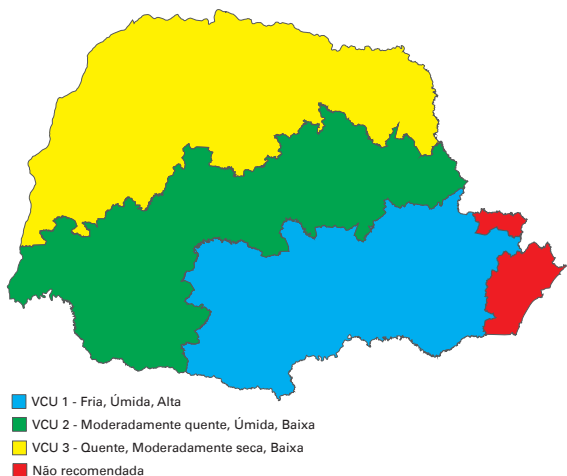 VCU 1 - Fria, Úmida, Alta
VCU 2 - Moderadamente quente, Úmida, Baixa
VCU 3 - Quente, Moderadamente seca, Baixa
Não recomendada